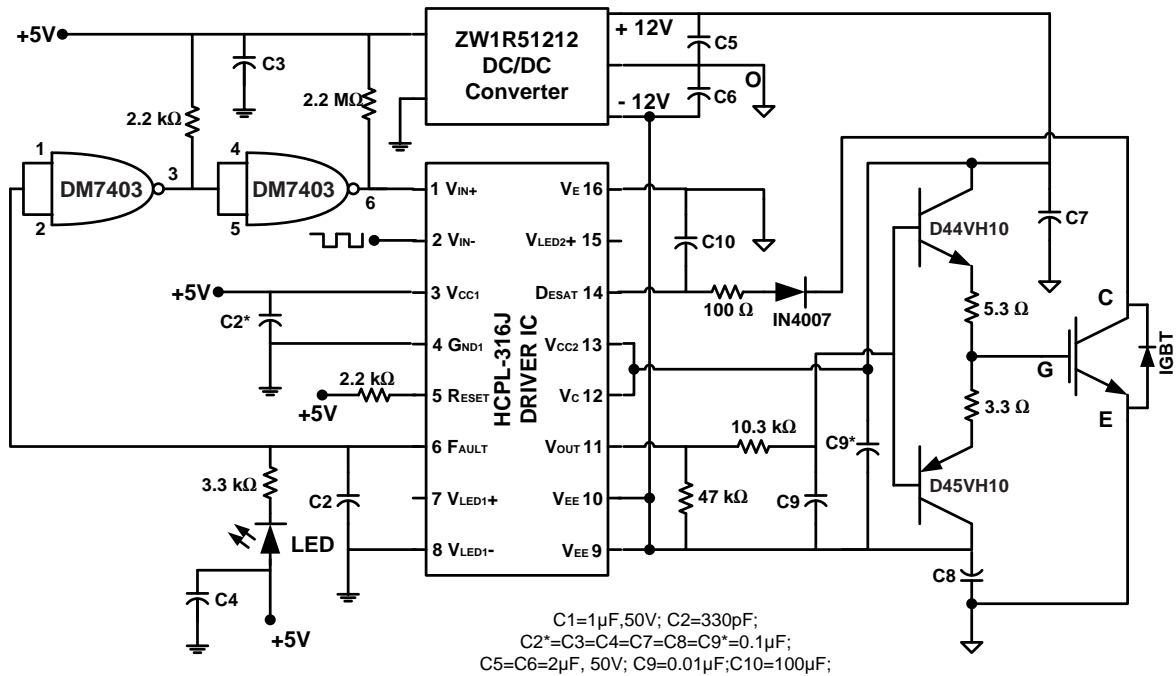 +5V
C3
2.2 kΩ
2.2 MΩ
ZW1R51212
DC/DC
Converter
+ 12V
- 12V
C5
C6
O
1
2
DM7403
3
4
5
DM7403
6
1 VIN+
2 VIN-
3 VCC1
4 GND1
5 RESET
6 FAULT
7 VLED1+
8 VLED1-
HCPL-316J
DRIVER IC
VE 16
VLED2+ 15
DESAT 14
VCC2 13
VC 12
VOUT 11
VEE 10
VEE 9
+5V
C2*
2.2 kΩ
+5V
3.3 kΩ
LED
C4
+5V
C2
C10
100 Ω
IN4007
10.3 kΩ
47 kΩ
C9
C9*
D44VH10
C7
5.3 Ω
3.3 Ω
D45VH10
C8
C
G
E
IGBT
C1=1µF,50V; C2=330pF;
C2*=C3=C4=C7=C8=C9*=0.1µF;
C5=C6=2µF, 50V; C9=0.01µF;C10=100µF;